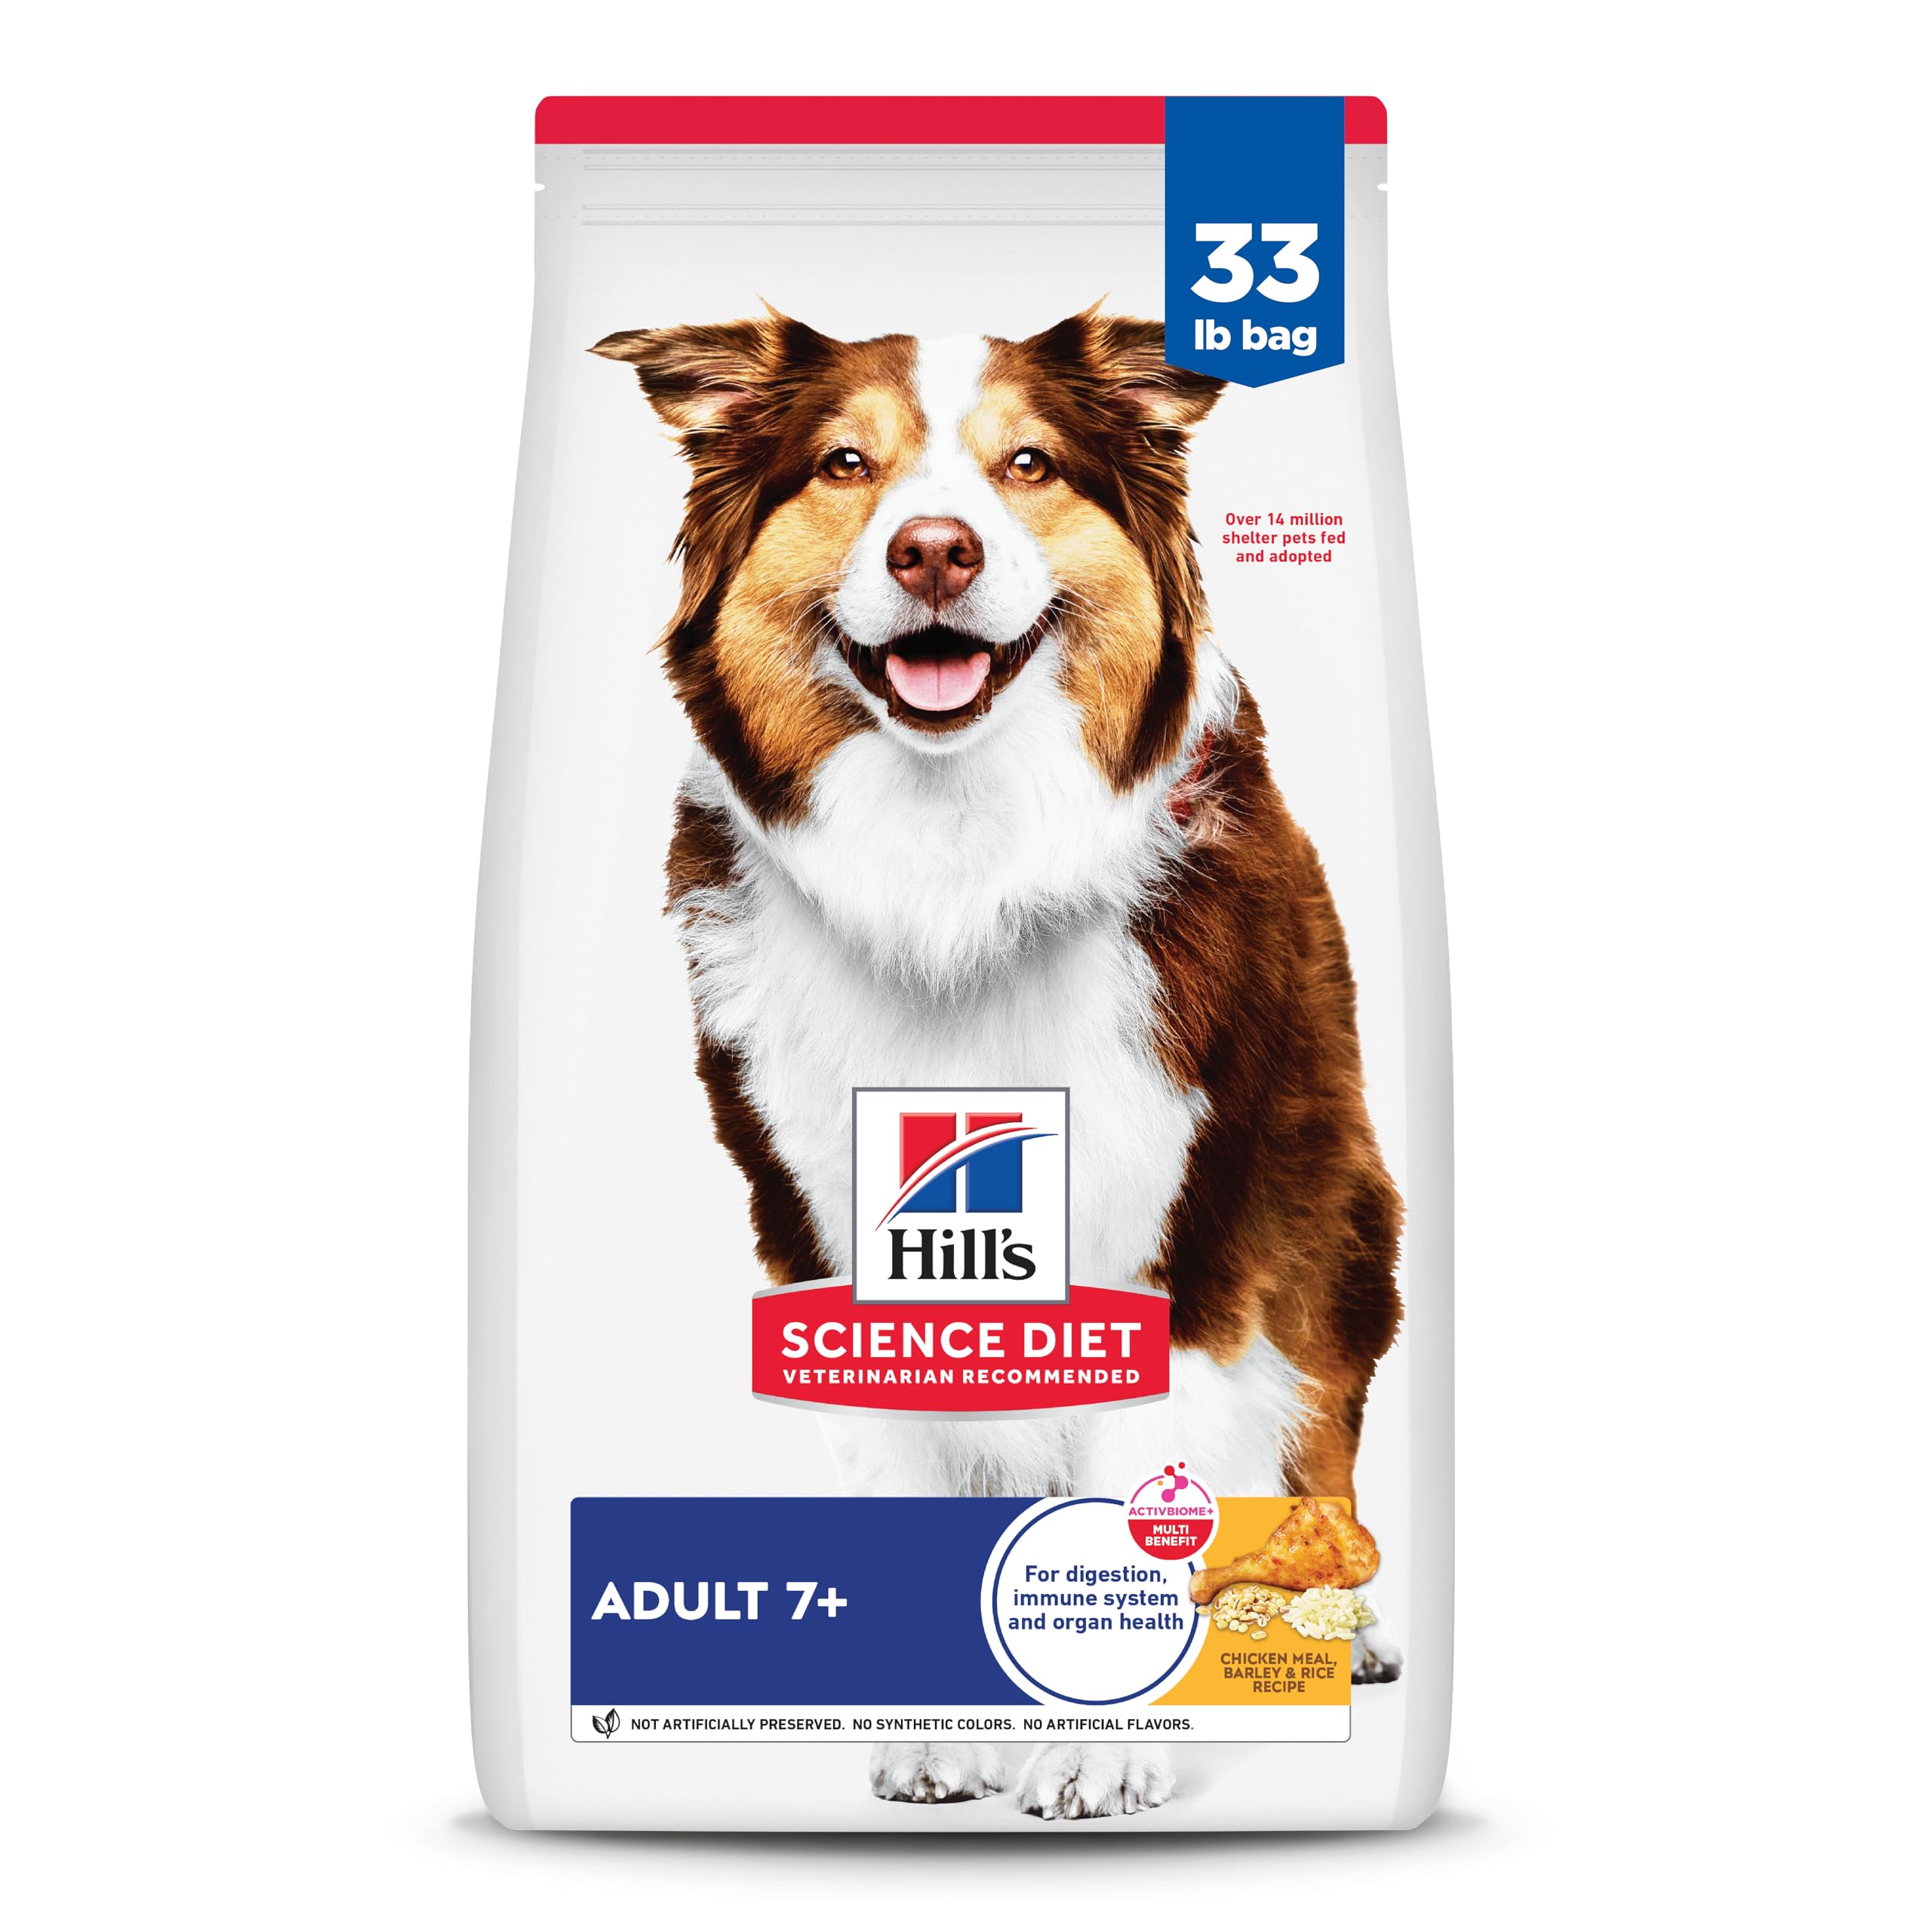 33
lb bag
Over 14 million
shelter pets fed
and adopted
Hill's
SCIENCE DIET
VETERINARIAN RECOMMENDED
ACTIVBIOME+
MULTI
BENEFIT
ADULT 7+
For digestion,
immune system
and organ health
CHICKEN MEAL,
BARLEY & RICE
RECIPE
NOT ARTIFICIALLY PRESERVED. NO SYNTHETIC COLORS. NO ARTIFICIAL FLAVORS.